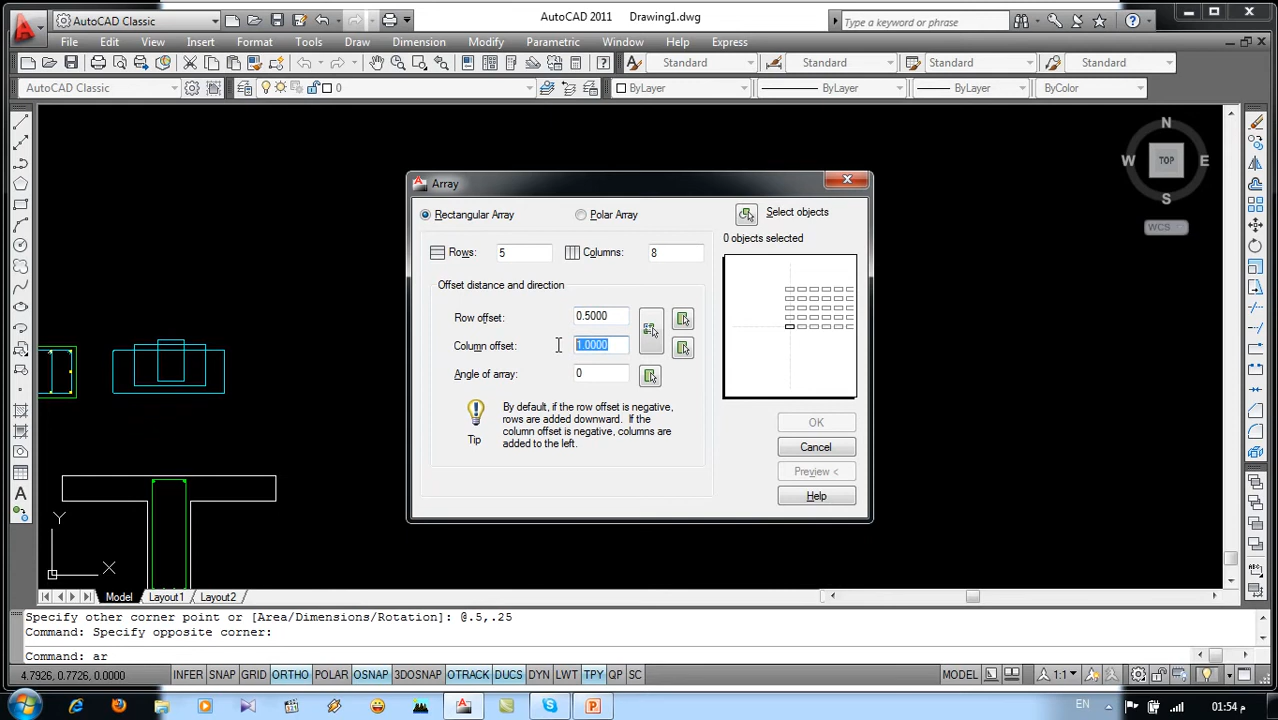 AutoCAD Classic
AutoCAD 2011 Drawing1.dwg
Type a keyword or phrase
File Edit View Insert Format Tools Draw Dimension Modify Parametric Window Help Express
Standard Standard Standard Standard
AutoCAD Classic
0
ByLayer ByLayer ByLayer ByColor
N
W TOP E
S
WCS
Array
Rectangular Array Polar Array
Select objects
0 objects selected
Rows: 5 Columns: 8
Offset distance and direction
Row offset: 0.5000
Column offset: 1.0000
Angle of array: 0
Tip
By default, if the row offset is negative,
rows are added downward. If the
column offset is negative, columns are
added to the left.
OK
Cancel
Preview <
Help
Y
X
Model Layout1 Layout2
Specify other corner point or [Area/Dimensions/Rotation]: @.5,.25
Command: Specify opposite corner:
Command: ar
4.7926, 0.7726, 0.0000 INFER SNAP GRID ORTHO POLAR OSNAP 3DOSNAP OTRACK DUCS DYN LWT TPY QP SC MODEL 1:1
EN 01:54 م